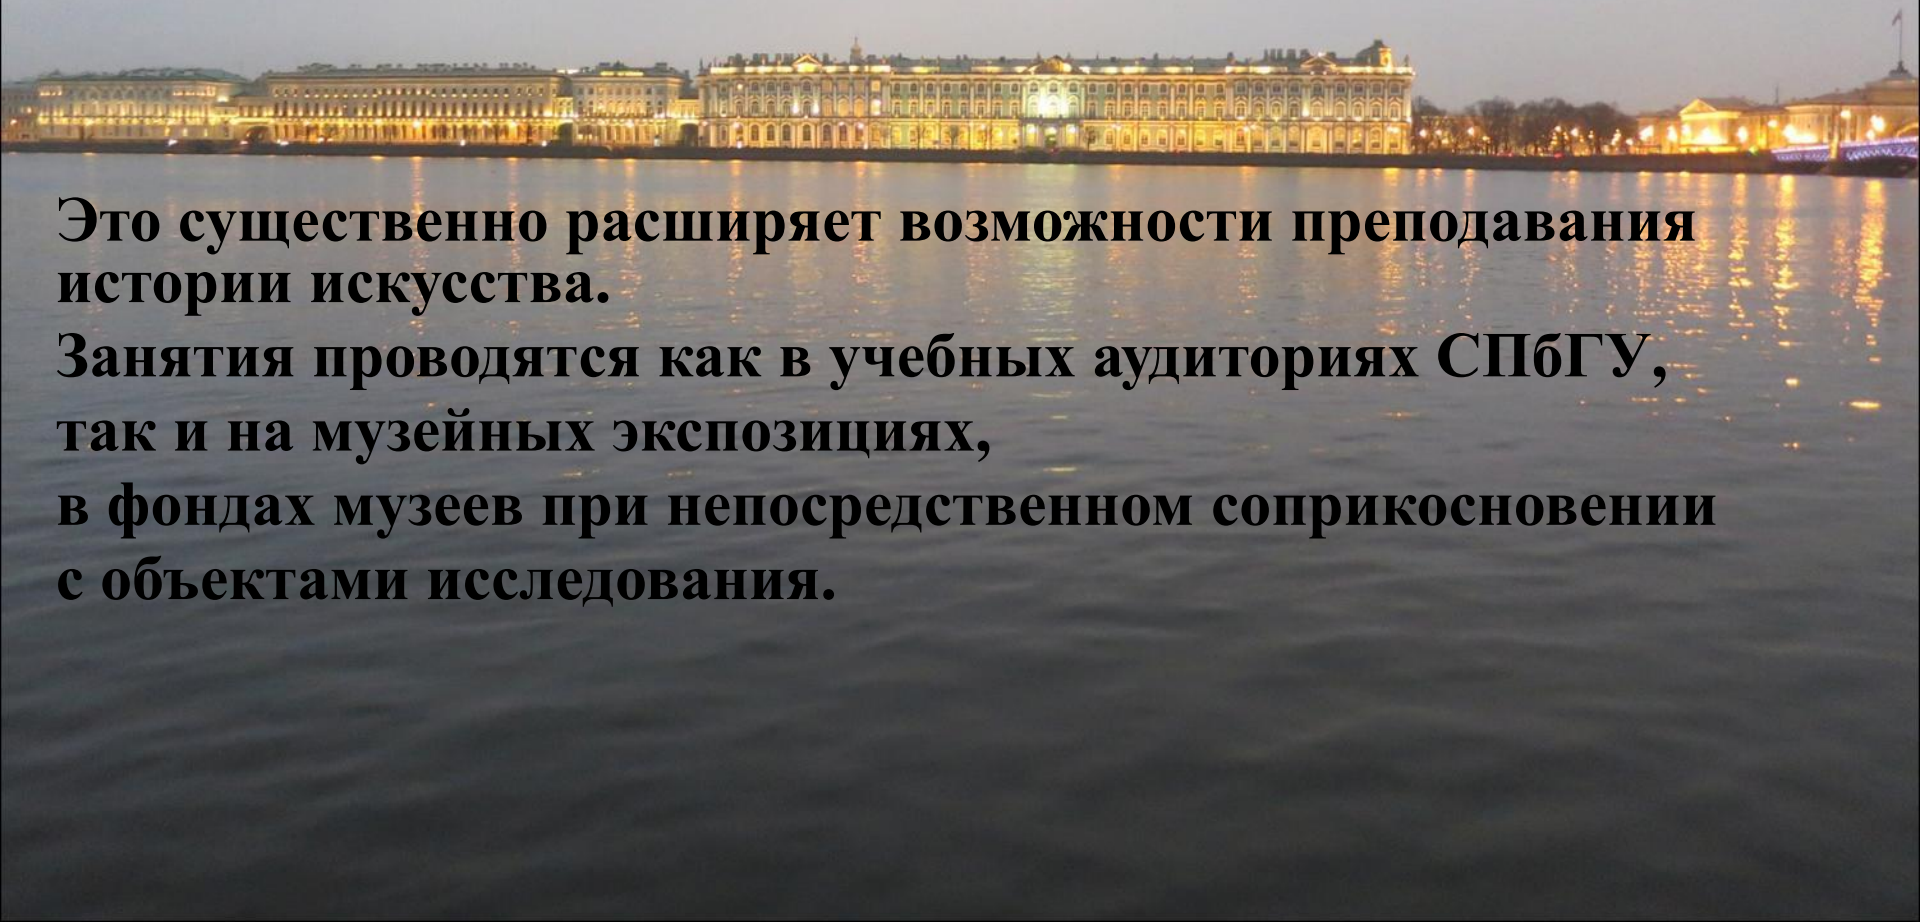 Это существенно расширяет возможности преподавания
истории искусства.
Занятия проводятся как в учебных аудиториях СПбГУ,
так и на музейных экспозициях,
в фондах музеев при непосредственном соприкосновении
с объектами исследования.